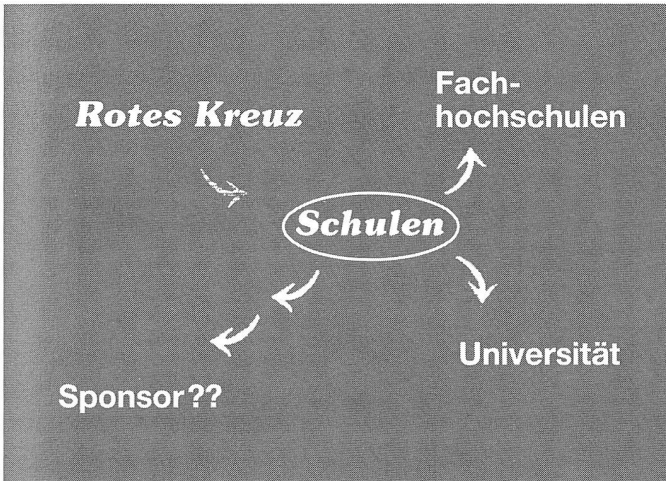 Rotes Kreuz
Fach-
hochschulen
Schulen
Universität
Sponsor??